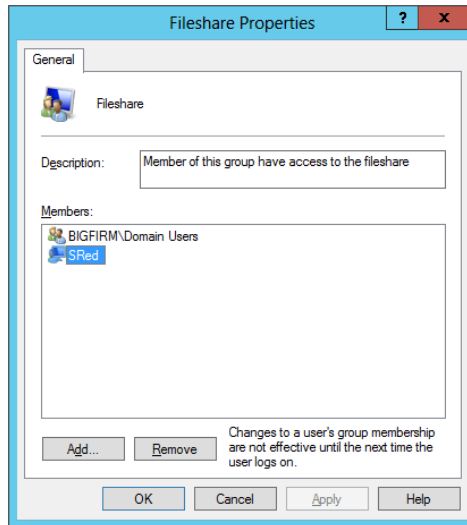 Fileshare Properties
? x
General
Fileshare
Description:
Member of this group have access to the fileshare
Members:
BIGFIRM\Domain Users
SRed
Add...
Remove
Changes to a user's group membership
are not effective until the next time the
user logs on.
OK
Cancel
Apply
Help